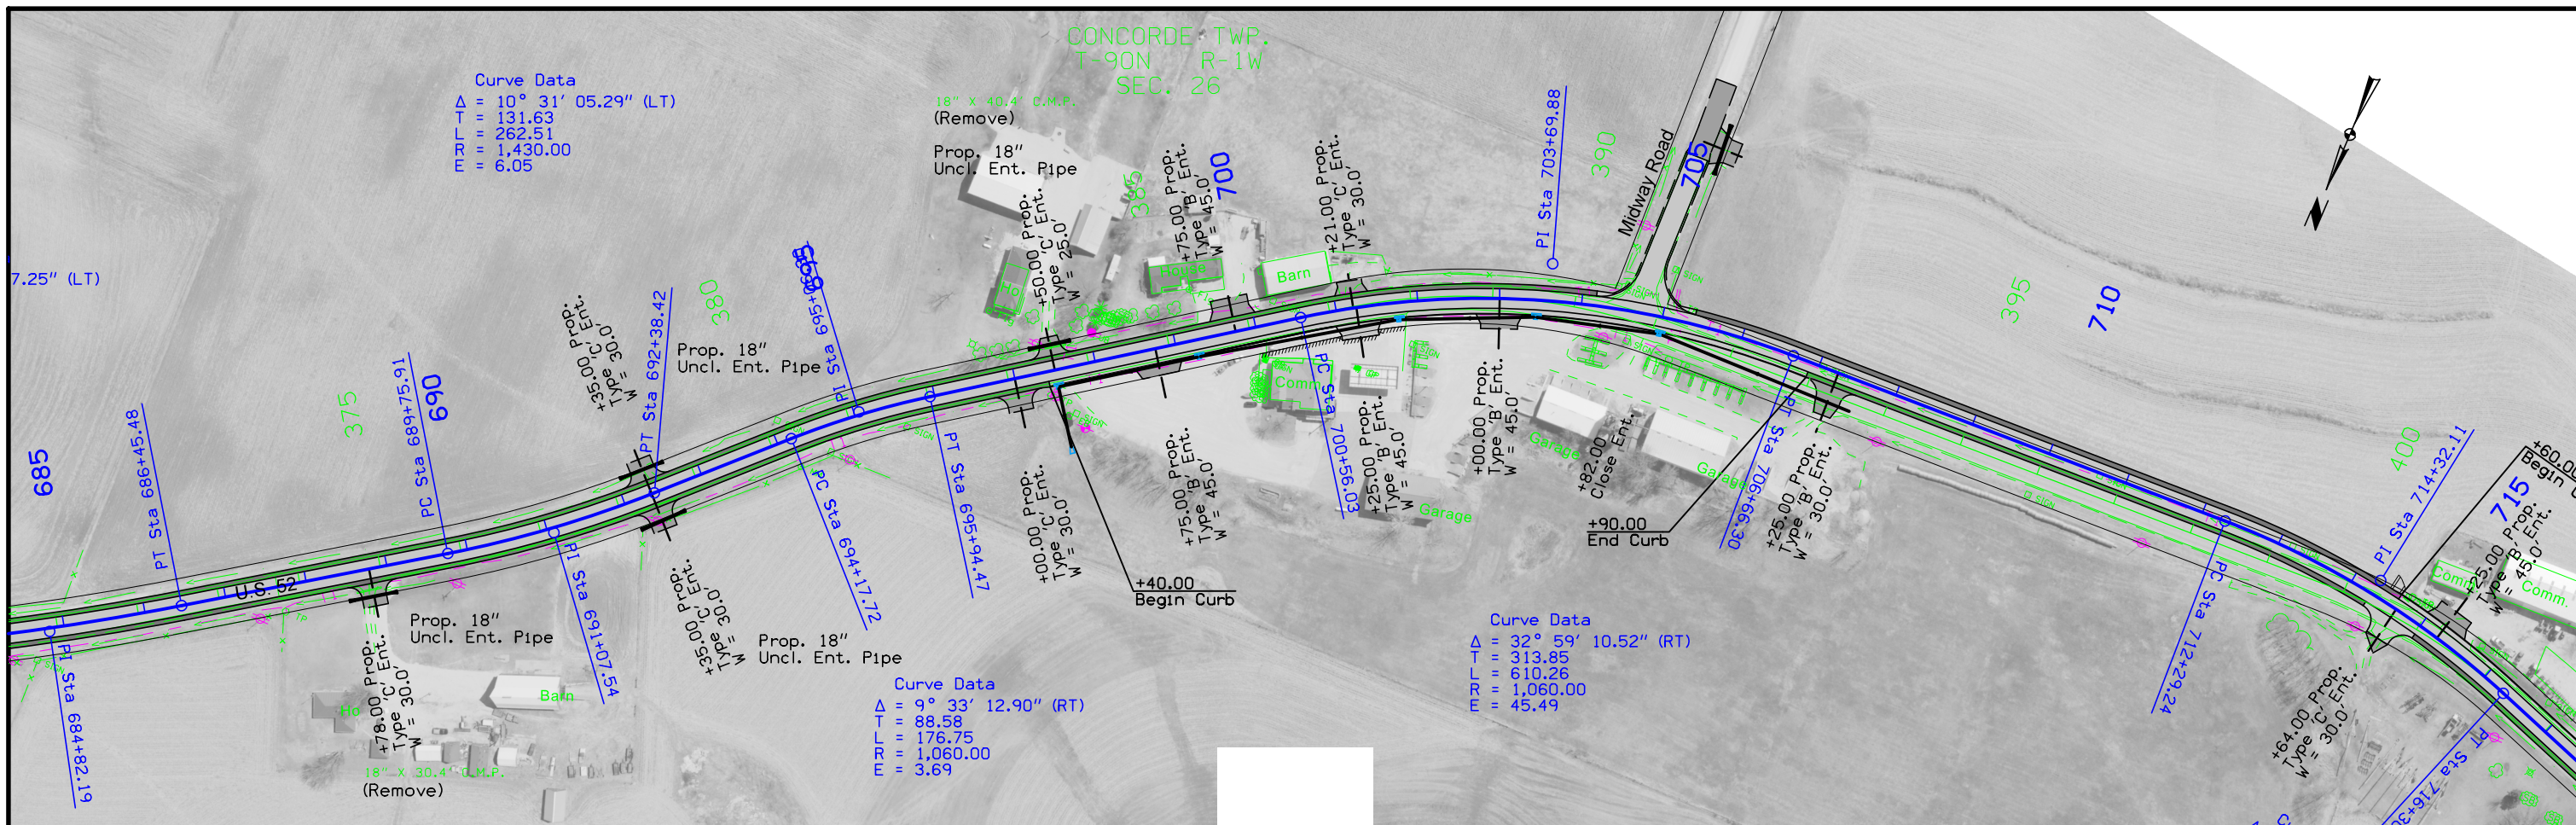 CONCORDE TWP.
T-90N R-1W
SEC. 26
Curve Data
Δ = 10° 31' 05.29" (LT)
T = 131.63
L = 262.51
R = 1,430.00
E = 6.05
18" X 40.4' C.M.P.
(Remove)
Prop. 18"
Uncl. Ent. Pipe
7.25" (LT)
685
375
690
380
695
385
700
390
705
395
710
400
715
PI Sta 684+82.19
PT Sta 686+45.48
PC Sta 689+75.91
PI Sta 691+07.54
PT Sta 692+38.42
PC Sta 694+17.72
PI Sta 695+0
PT Sta 695+94.47
PC Sta 700+56.03
PI Sta 703+69.88
PT Sta 706+66.30
PC Sta 712+29.24
PI Sta 714+32.11
PT Sta 716+3
U.S. 52
Midway Road
+78.00 Prop.
Type 'C' Ent.
W = 30.0'
Prop. 18"
Uncl. Ent. Pipe
18" X 30.4' C.M.P.
(Remove)
Ho
Barn
+35.00 Prop.
Type 'C' Ent.
W = 30.0'
Prop. 18"
Uncl. Ent. Pipe
+35.00 Prop.
Type 'C' Ent.
W = 30.0'
Prop. 18"
Uncl. Ent. Pipe
Curve Data
Δ = 9° 33' 12.90" (RT)
T = 88.58
L = 176.75
R = 1,060.00
E = 3.69
+50.00 Prop.
Type 'C' Ent.
W = 25.0'
+00.00 Prop.
Type 'C' Ent.
W = 30.0'
+40.00
Begin Curb
+75.00 Prop.
Type 'B' Ent.
W = 45.0'
+75.00 Prop.
Type 'B' Ent.
W = 45.0'
House
Barn
+21.00 Prop.
Type 'C' Ent.
W = 30.0'
Comm.
+25.00 Prop.
Type 'B' Ent.
W = 45.0'
Garage
+00.00 Prop.
Type 'B' Ent.
W = 45.0'
Garage
Garage
+82.00
Close Ent.
+90.00
End Curb
+25.00 Prop.
Type 'B' Ent.
W = 30.0'
Curve Data
Δ = 32° 59' 10.52" (RT)
T = 313.85
L = 610.26
R = 1,060.00
E = 45.49
+60.00
Begin
+25.00 Prop.
Type 'B' Ent.
W = 45.0'
Comm.
Comm.
+64.00 Prop.
Type 'C' Ent.
W = 30.0'
SIGN
SIGN
SIGN
SIGN
SIGN